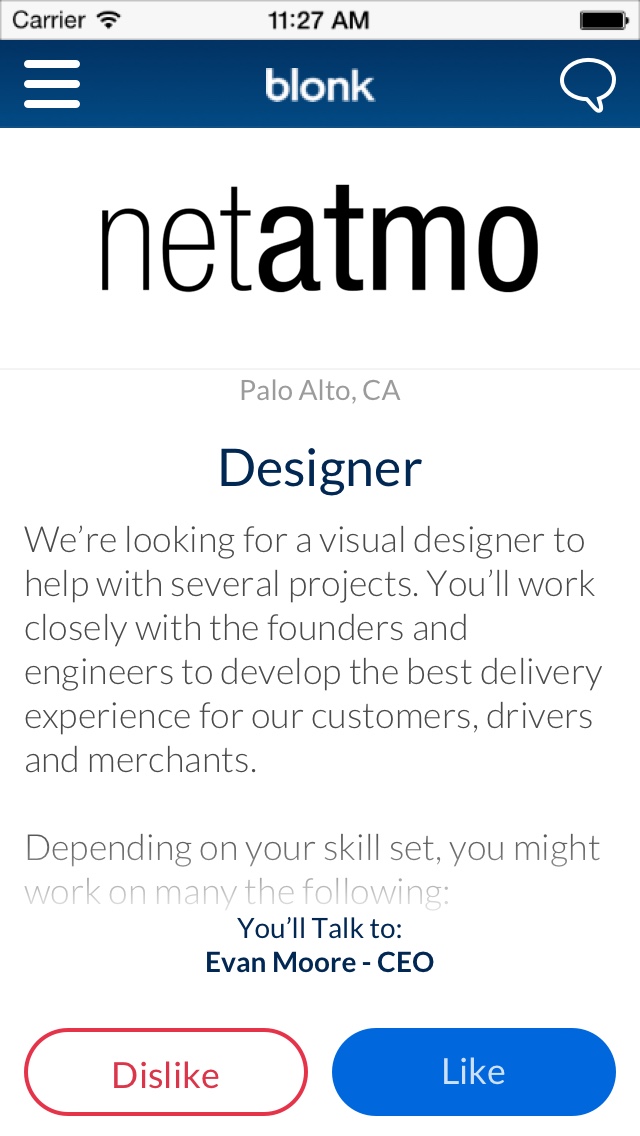 Carrier 11:27 AM
blonk
netatmo
Palo Alto, CA
Designer
We’re looking for a visual designer to
help with several projects. You’ll work
closely with the founders and
engineers to develop the best delivery
experience for our customers, drivers
and merchants.
Depending on your skill set, you might
work on many the following:
You’ll Talk to:
Evan Moore - CEO
Dislike
Like